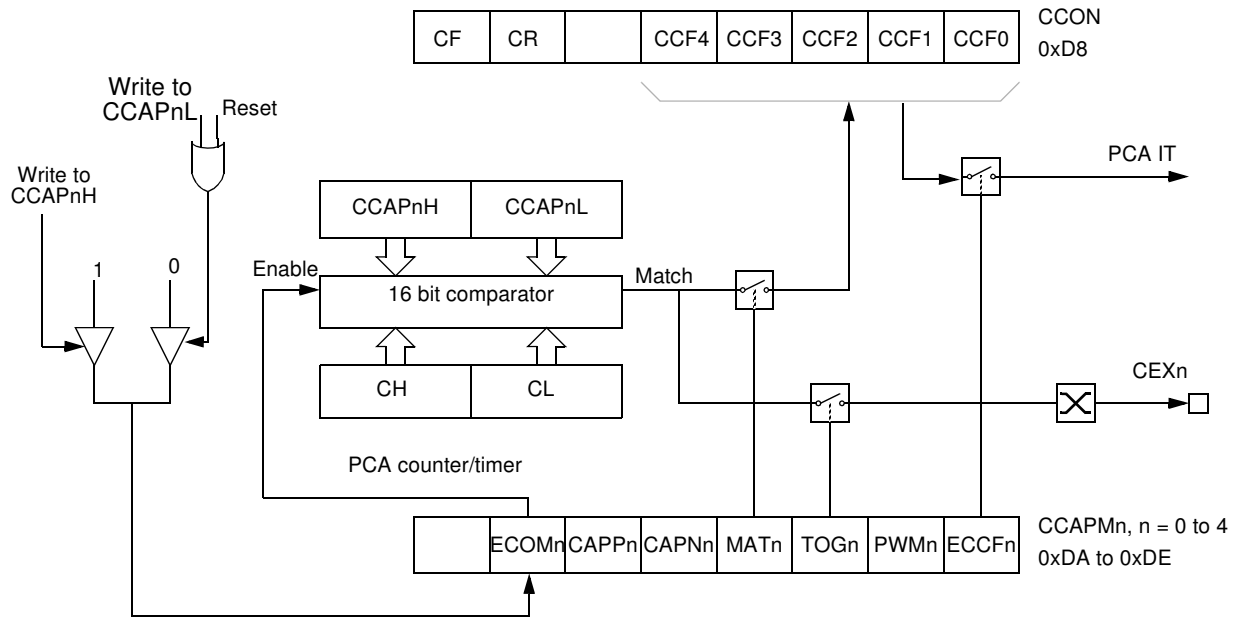 CF CR CCF4 CCF3 CCF2 CCF1 CCF0
CCON
0xD8
Write to
CCAPnL
Reset
Write to
CCAPnH
PCA IT
CCAPnH CCAPnL
1 0
Enable
16 bit comparator
Match
CH CL
CEXn
PCA counter/timer
ECOMn CAPPn CAPNn MATn TOGn PWMn ECCFn
CCAPMn, n = 0 to 4
0xDA to 0xDE